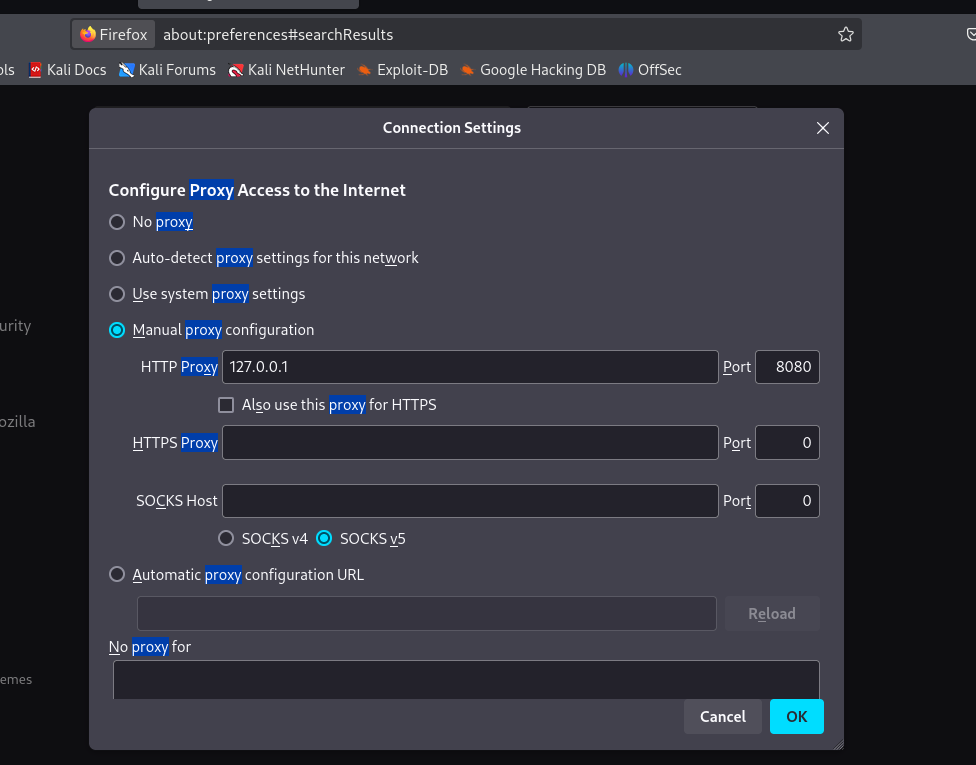 Firefox about:preferences#searchResults
ols Kali Docs Kali Forums Kali NetHunter Exploit-DB Google Hacking DB OffSec
Connection Settings
Configure Proxy Access to the Internet
No proxy
Auto-detect proxy settings for this network
Use system proxy settings
urity
Manual proxy configuration
HTTP Proxy 127.0.0.1 Port 8080
Also use this proxy for HTTPS
ozilla
HTTPS Proxy Port 0
SOCKS Host Port 0
SOCKS v4 SOCKS v5
Automatic proxy configuration URL
Reload
No proxy for
emes
Cancel OK